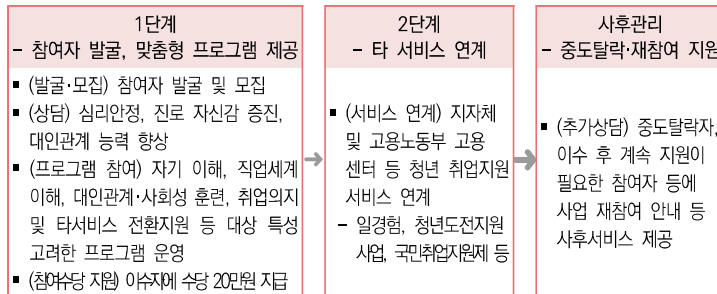 1단계
- 참여자 발굴, 맞춤형 프로그램 제공
▪ (발굴·모집) 참여자 발굴 및 모집
▪ (상담) 심리안정, 진로 자신감 증진,
대인관계 능력 향상
▪ (프로그램 참여) 자기 이해, 직업세계
이해, 대인관계·사회성 훈련, 취업의지
및 타서비스 전환지원 등 대상 특성
고려한 프로그램 운영
▪ (참여수당 지원) 이수자에 수당 20만원 지급
2단계
- 타 서비스 연계
▪ (서비스 연계) 지자체
및 고용노동부 고용
센터 등 청년 취업지원
서비스 연계
- 일경험, 청년도전지원
사업, 국민취업지원제 등
사후관리
- 중도탈락·재참여 지원
▪ (추가상담) 중도탈락자,
이수 후 계속 지원이
필요한 참여자 등에
사업 재참여 안내 등
사후서비스 제공